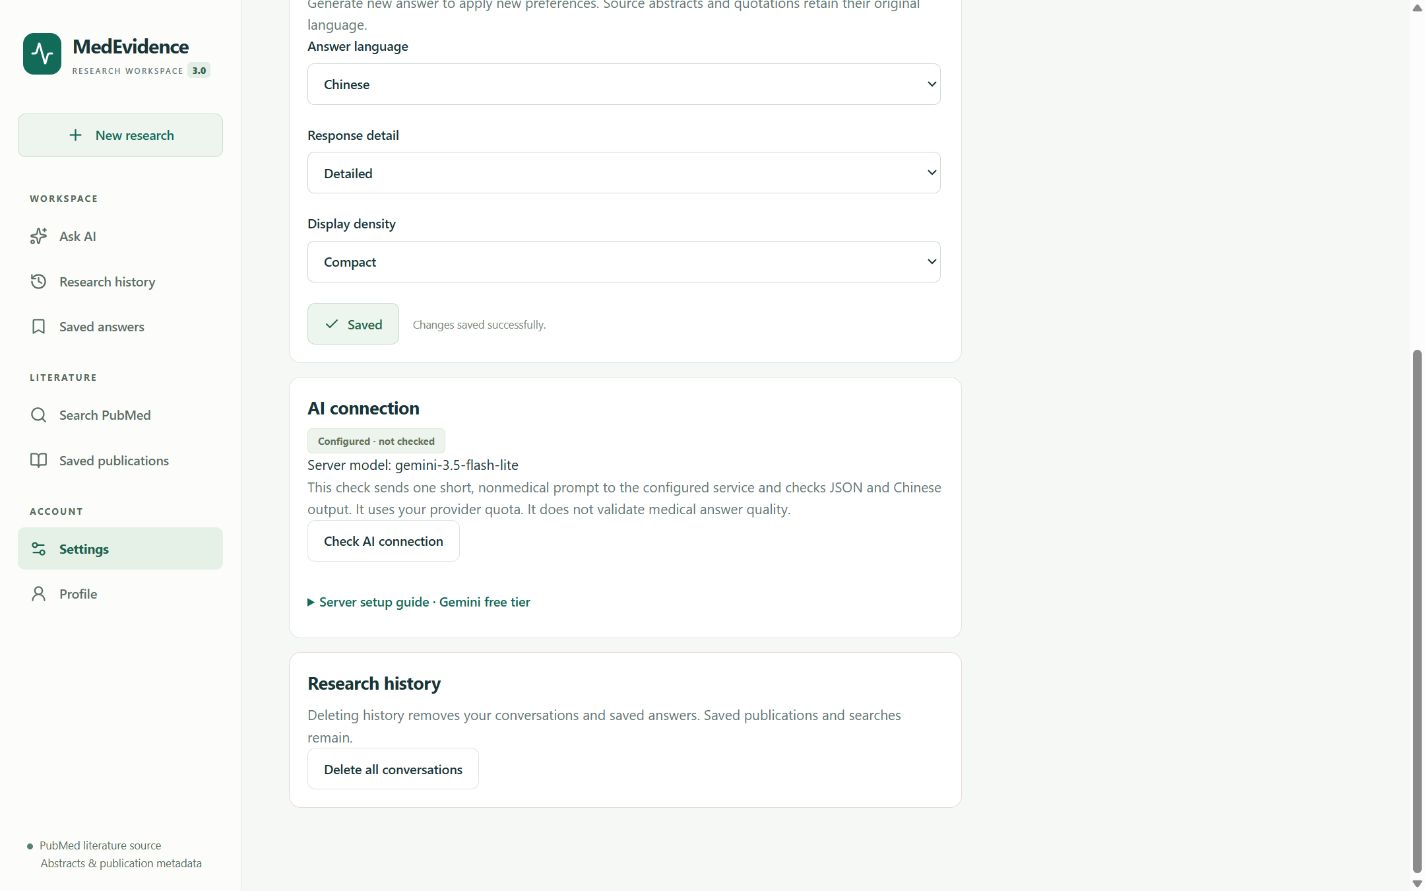 MedEvidence
RESEARCH WORKSPACE 3.0
New research
WORKSPACE
Ask AI
Research history
Saved answers
LITERATURE
Search PubMed
Saved publications
ACCOUNT
Settings
Profile
PubMed literature source
Abstracts & publication metadata
Generate new answer to apply new preferences. Source abstracts and quotations retain their original
language.
Answer language
Chinese
Response detail
Detailed
Display density
Compact
Saved
Changes saved successfully.
AI connection
Configured · not checked
Server model: gemini-3.5-flash-lite
This check sends one short, nonmedical prompt to the configured service and checks JSON and Chinese
output. It uses your provider quota. It does not validate medical answer quality.
Check AI connection
Server setup guide · Gemini free tier
Research history
Deleting history removes your conversations and saved answers. Saved publications and searches
remain.
Delete all conversations